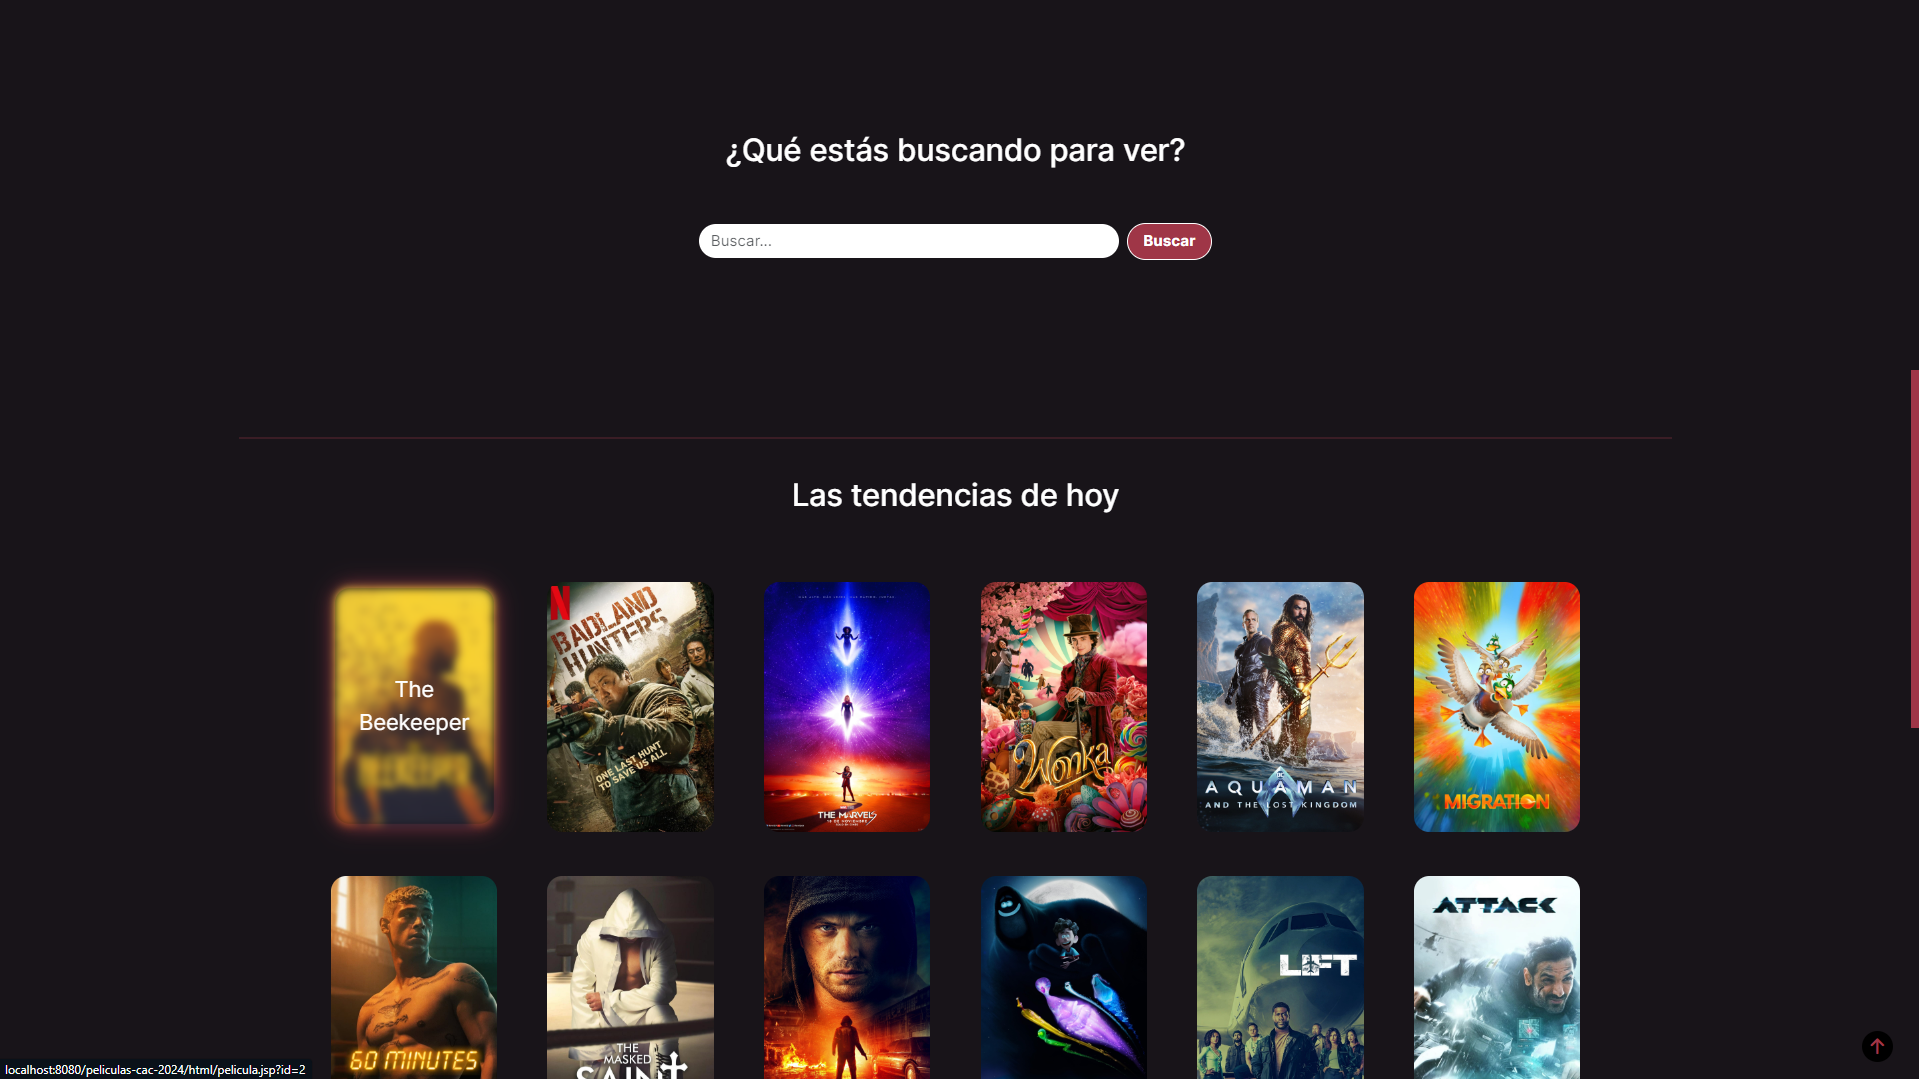 ¿Qué estás buscando para ver?
Buscar...
Buscar
Las tendencias de hoy
The
Beekeeper
N
BADLAND
HUNTERS
ONE LAST HUNT
TO SAVE US ALL
THE MARVELS
Wonka
DC
AQUAMAN
AND THE LOST KINGDOM
MIGRATION
60 MINUTES
THE
MASKED
SAINT
LIFT
ATTACK
localhost:8080/peliculas-cac-2024/html/pelicula.jsp?id=2